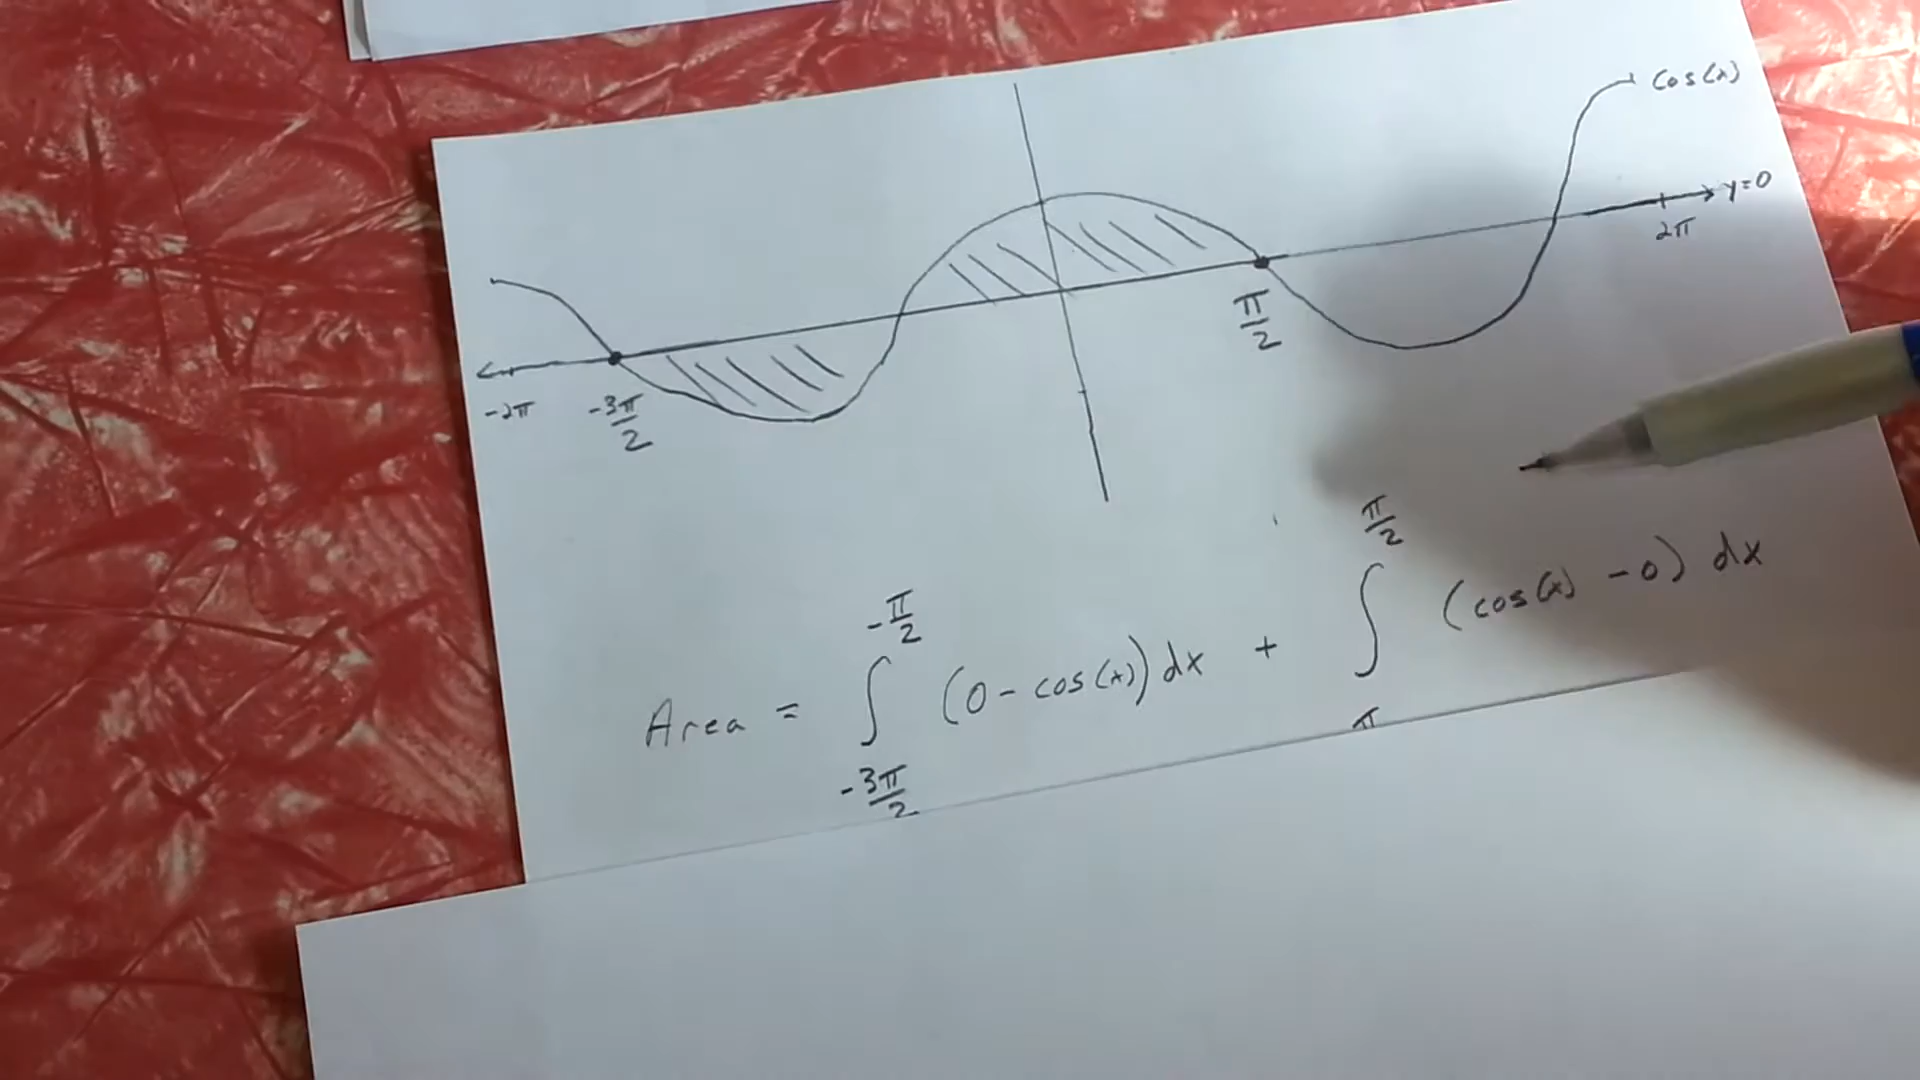 cos(x)
y=0
2π
π/2
-2π
-3π/2
Area = ∫ -3π/2 -π/2 (0 - cos(x)) dx + ∫ π π/2 (cos(x) - 0) dx